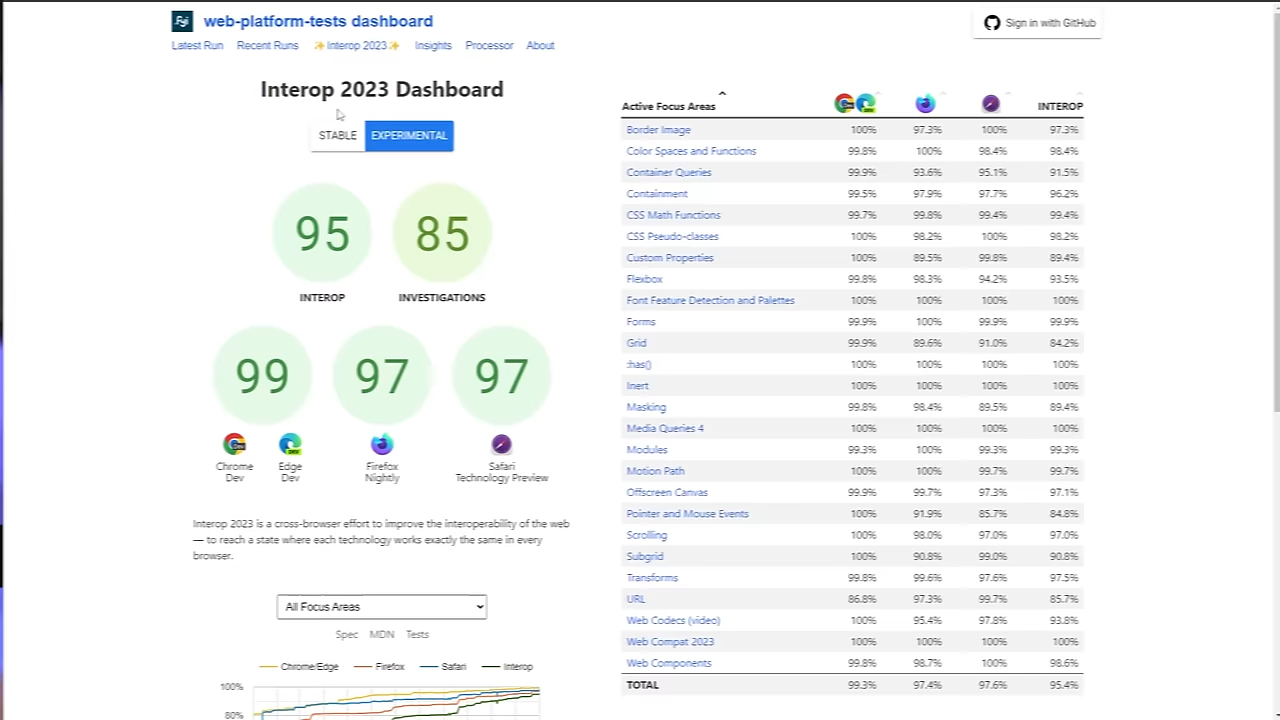 fyi web-platform-tests dashboard
Sign in with GitHub
Latest Run Recent Runs ✨Interop 2023✨ Insights Processor About
Interop 2023 Dashboard
STABLE EXPERIMENTAL
95 85
INTEROP INVESTIGATIONS
99 97 97
Chrome Dev
Edge Dev
Firefox Nightly
Safari Technology Preview
Interop 2023 is a cross-browser effort to improve the interoperability of the web
— to reach a state where each technology works exactly the same in every
browser.
All Focus Areas
Spec MDN Tests
Chrome/Edge Firefox Safari Interop
100%
80%
Active Focus Areas INTEROP
Border Image 100% 97.3% 100% 97.3%
Color Spaces and Functions 99.8% 100% 98.4% 98.4%
Container Queries 99.9% 93.6% 95.1% 91.5%
Containment 99.5% 97.9% 97.7% 96.2%
CSS Math Functions 99.7% 99.8% 99.4% 99.4%
CSS Pseudo-classes 100% 98.2% 100% 98.2%
Custom Properties 100% 89.5% 99.8% 89.4%
Flexbox 99.8% 98.3% 94.2% 93.5%
Font Feature Detection and Palettes 100% 100% 100% 100%
Forms 99.9% 100% 99.9% 99.9%
Grid 99.9% 89.6% 91.0% 84.2%
:has() 100% 100% 100% 100%
Inert 100% 100% 100% 100%
Masking 99.8% 98.4% 89.5% 89.4%
Media Queries 4 100% 100% 100% 100%
Modules 99.3% 100% 99.3% 99.3%
Motion Path 100% 100% 99.7% 99.7%
Offscreen Canvas 99.9% 99.7% 97.3% 97.1%
Pointer and Mouse Events 100% 91.9% 85.7% 84.8%
Scrolling 100% 98.0% 97.0% 97.0%
Subgrid 100% 90.8% 99.0% 90.8%
Transforms 99.8% 99.6% 97.6% 97.5%
URL 86.8% 97.3% 99.7% 85.7%
Web Codecs (video) 100% 95.4% 97.8% 93.8%
Web Compat 2023 100% 100% 100% 100%
Web Components 99.8% 98.7% 100% 98.6%
TOTAL 99.3% 97.4% 97.6% 95.4%